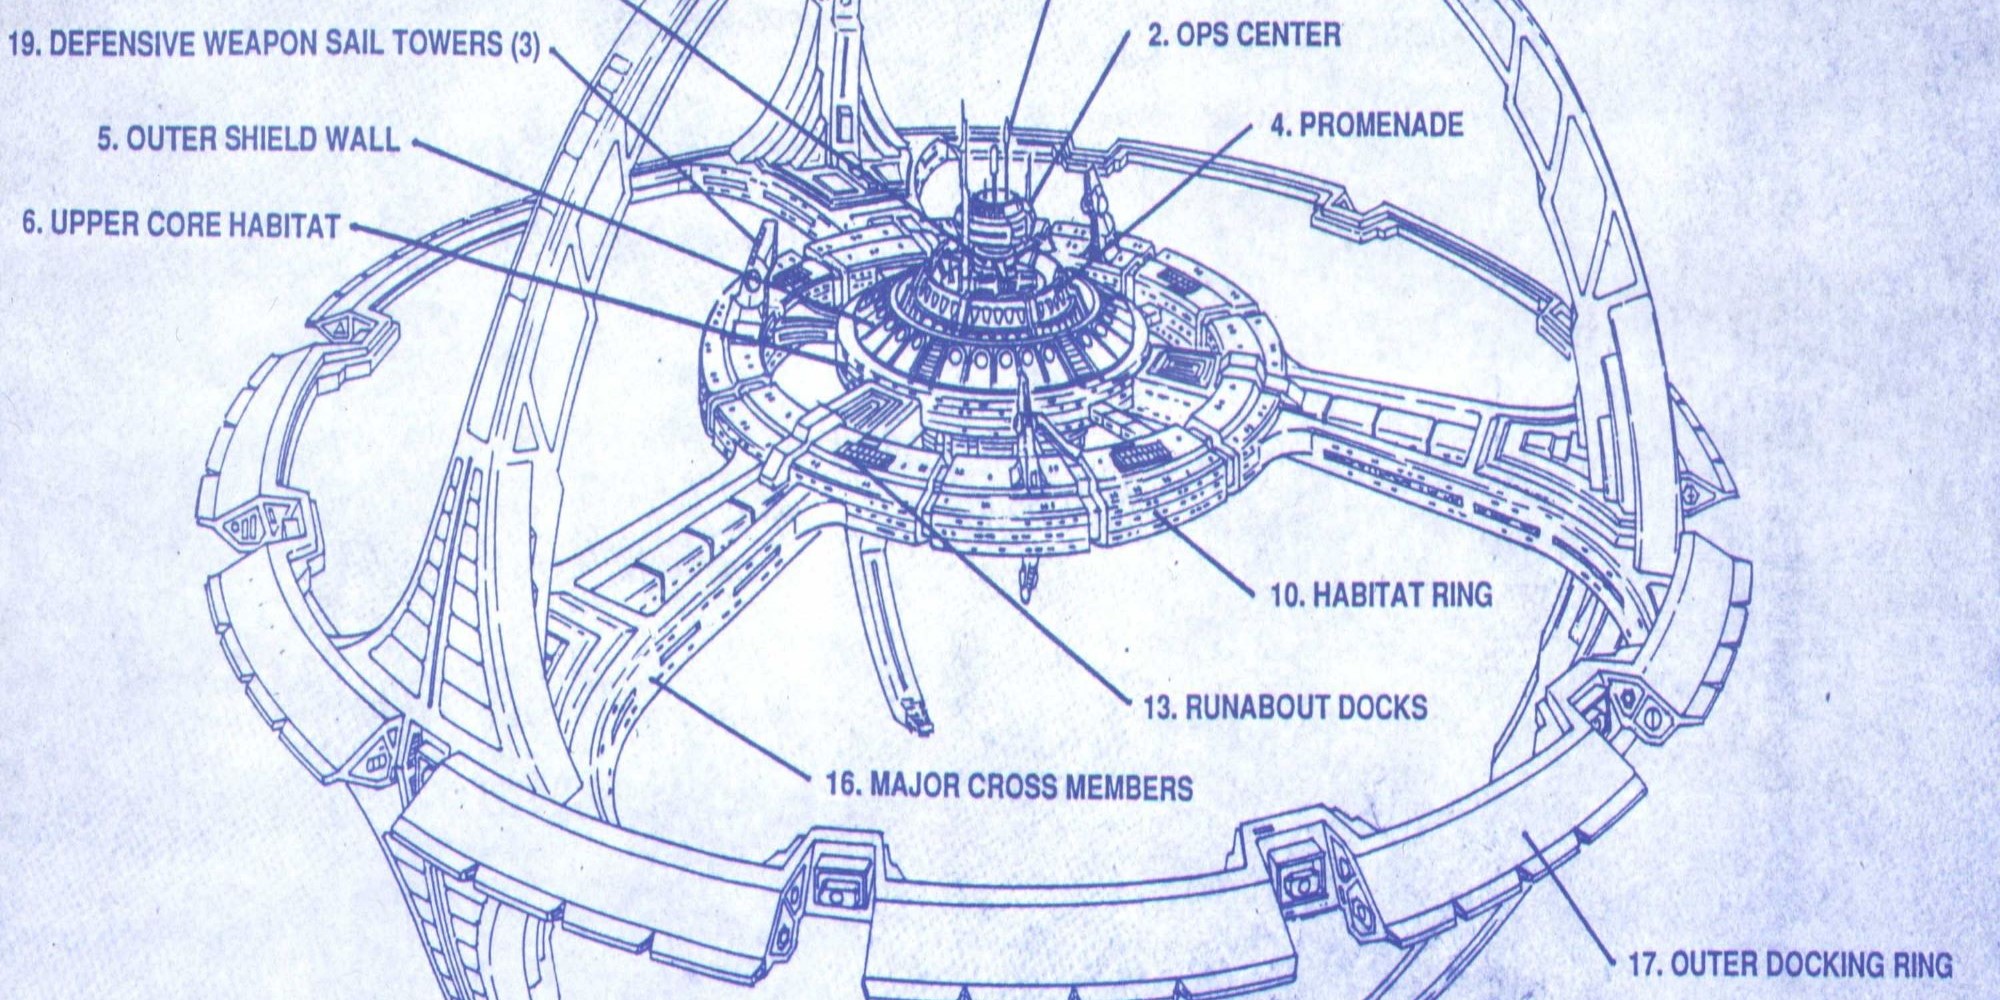 19. DEFENSIVE WEAPON SAIL TOWERS (3)
2. OPS CENTER
5. OUTER SHIELD WALL
4. PROMENADE
6. UPPER CORE HABITAT
10. HABITAT RING
13. RUNABOUT DOCKS
16. MAJOR CROSS MEMBERS
17. OUTER DOCKING RING